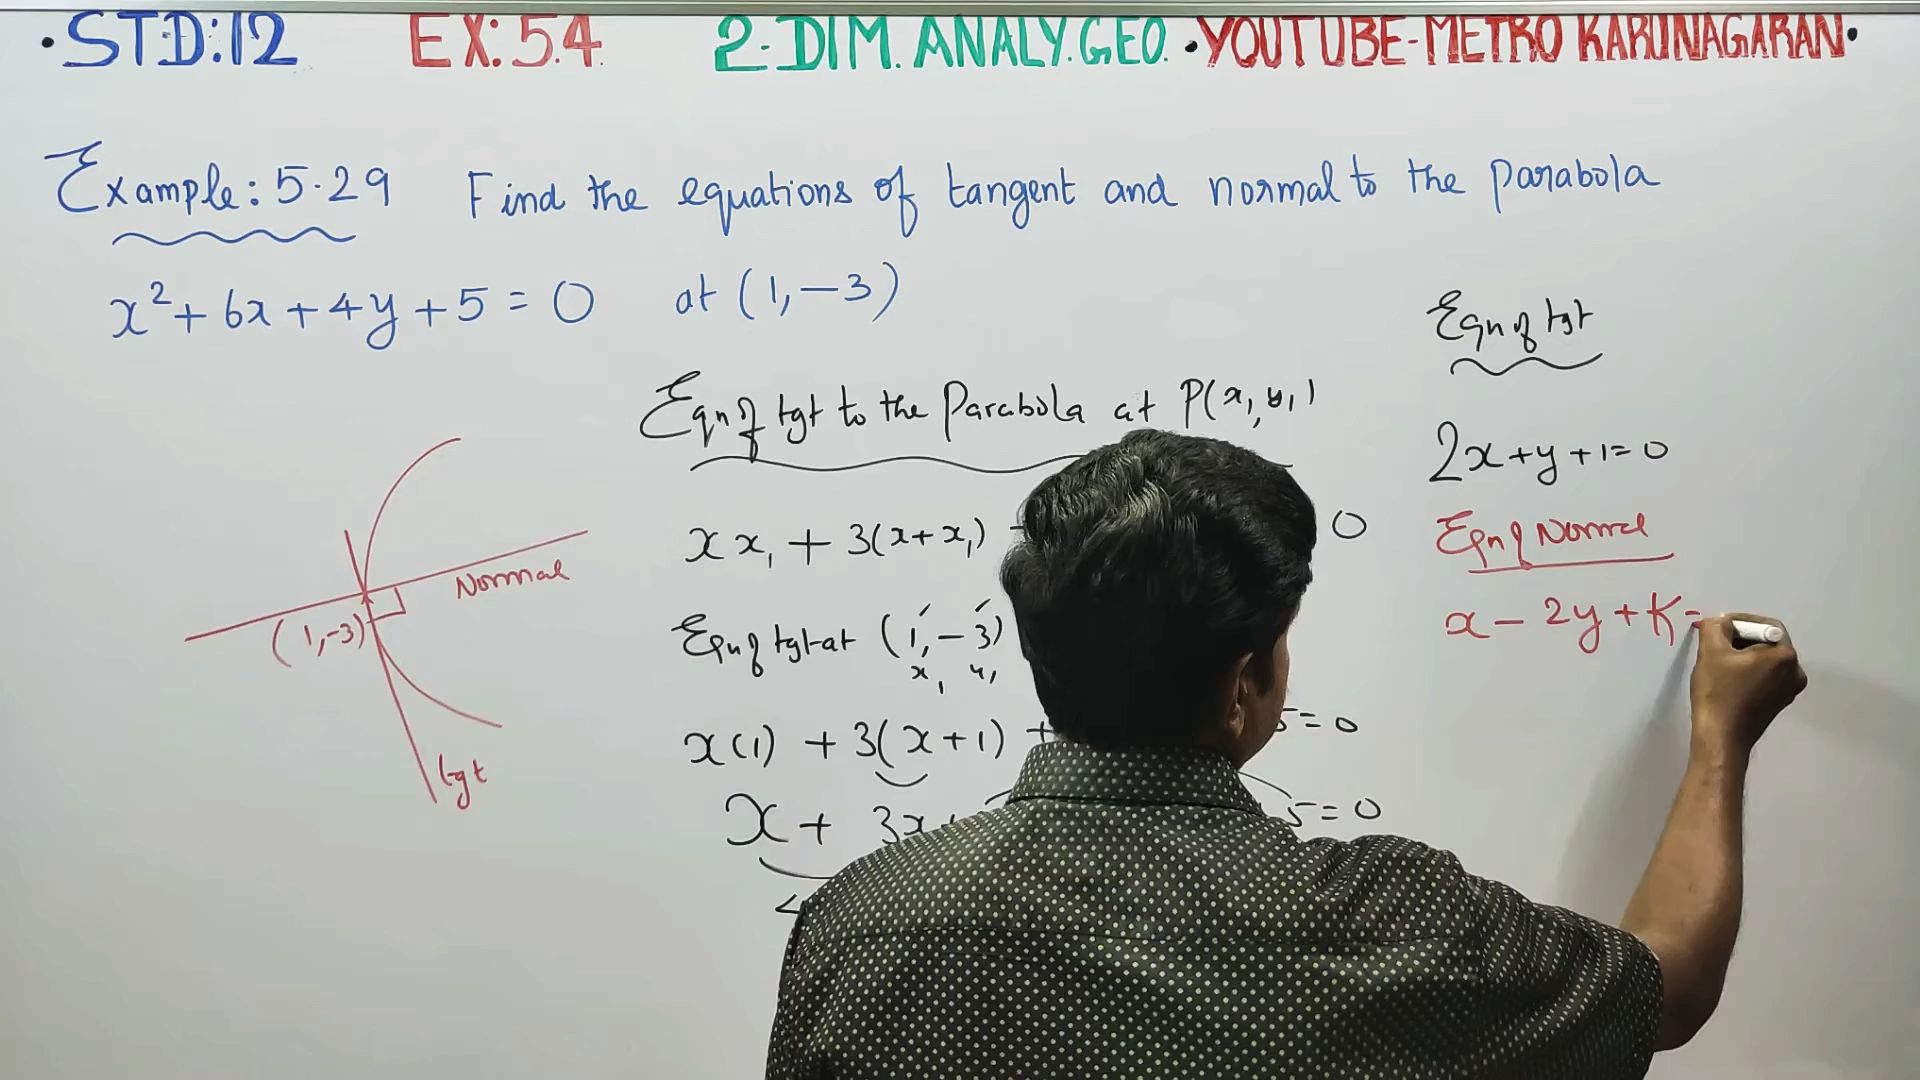 • STD:12 EX:5.4 2-DIM. ANALY.GEO. • YOUTUBE-METRO KARUNAGARAN •
Example: 5.29 Find the equations of tangent and normal to the parabola
x² + 6x + 4y + 5 = 0 at (1, -3)
Eqn of tgt to the Parabola at P(x₁, y₁)
x x₁ + 3(x + x₁) 0
Eqn of tgt at (1, -3)
x₁ y₁
x(1) + 3(x+1) + 5 = 0
x + 3x 5 = 0
Normal
(1, -3)
tgt
Eqn of tgt
2x + y + 1 = 0
Eqn of Normal
x - 2y + K =